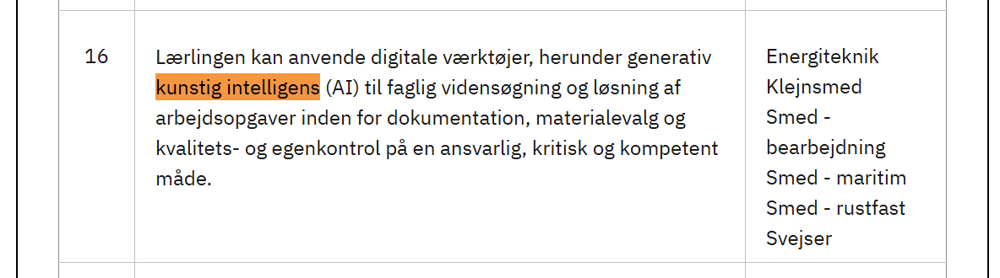 16
Lærlingen kan anvende digitale værktøjer, herunder generativ
kunstig intelligens (AI) til faglig vidensøgning og løsning af
arbejdsopgaver inden for dokumentation, materialevalg og
kvalitets- og egenkontrol på en ansvarlig, kritisk og kompetent
måde.
Energiteknik
Klejnsmed
Smed -
bearbejdning
Smed - maritim
Smed - rustfast
Svejser